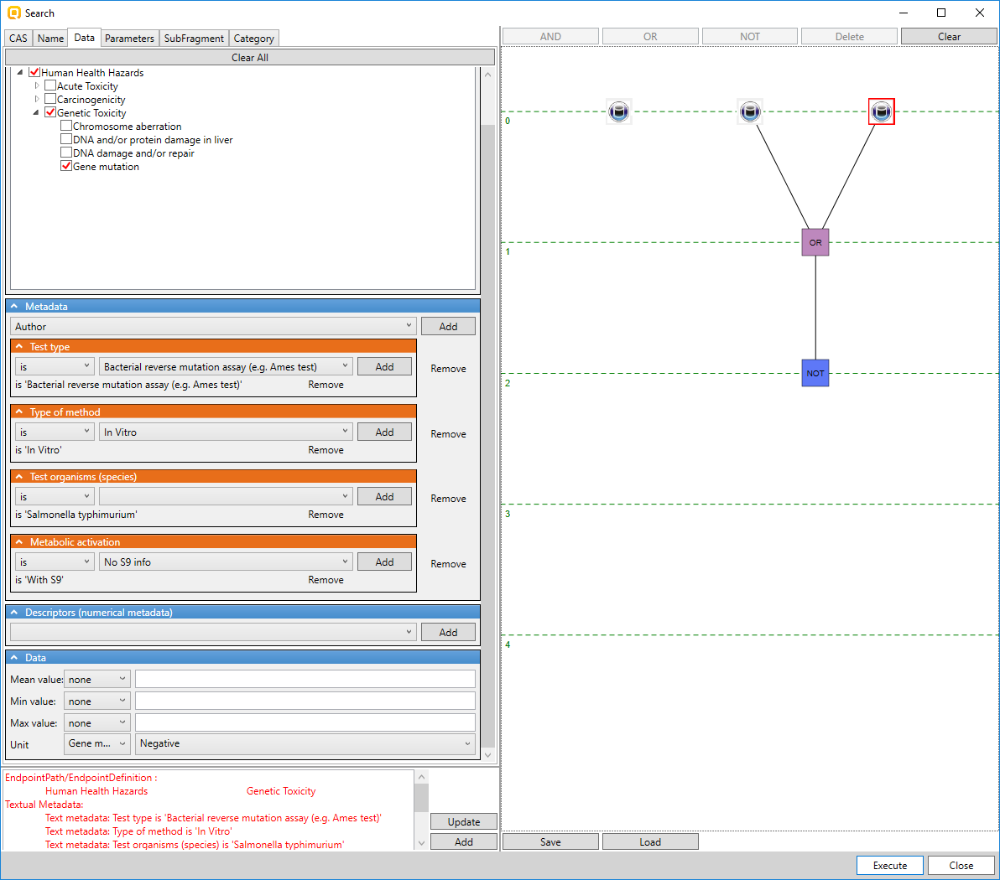 Search
CAS Name Data Parameters SubFragment Category
Clear All
Human Health Hazards
Acute Toxicity
Carcinogenicity
Genetic Toxicity
Chromosome aberration
DNA and/or protein damage in liver
DNA damage and/or repair
Gene mutation
Metadata
Author Add
Test type
is Bacterial reverse mutation assay (e.g. Ames test) Add Remove
is 'Bacterial reverse mutation assay (e.g. Ames test)' Remove
Type of method
is In Vitro Add Remove
is 'In Vitro' Remove
Test organisms (species)
is Add Remove
is 'Salmonella typhimurium' Remove
Metabolic activation
is No S9 info Add Remove
is 'With S9' Remove
Descriptors (numerical metadata)
Add
Data
Mean value: none
Min value: none
Max value: none
Unit Gene m... Negative
EndpointPath/EndpointDefinition :
Human Health Hazards Genetic Toxicity
Textual Metadata:
Text metadata: Test type is 'Bacterial reverse mutation assay (e.g. Ames test)'
Text metadata: Type of method is 'In Vitro'
Text metadata: Test organisms (species) is 'Salmonella typhimurium'
Update
Add
AND OR NOT Delete Clear
0
OR
1
NOT
2
3
4
Save Load
Execute Close